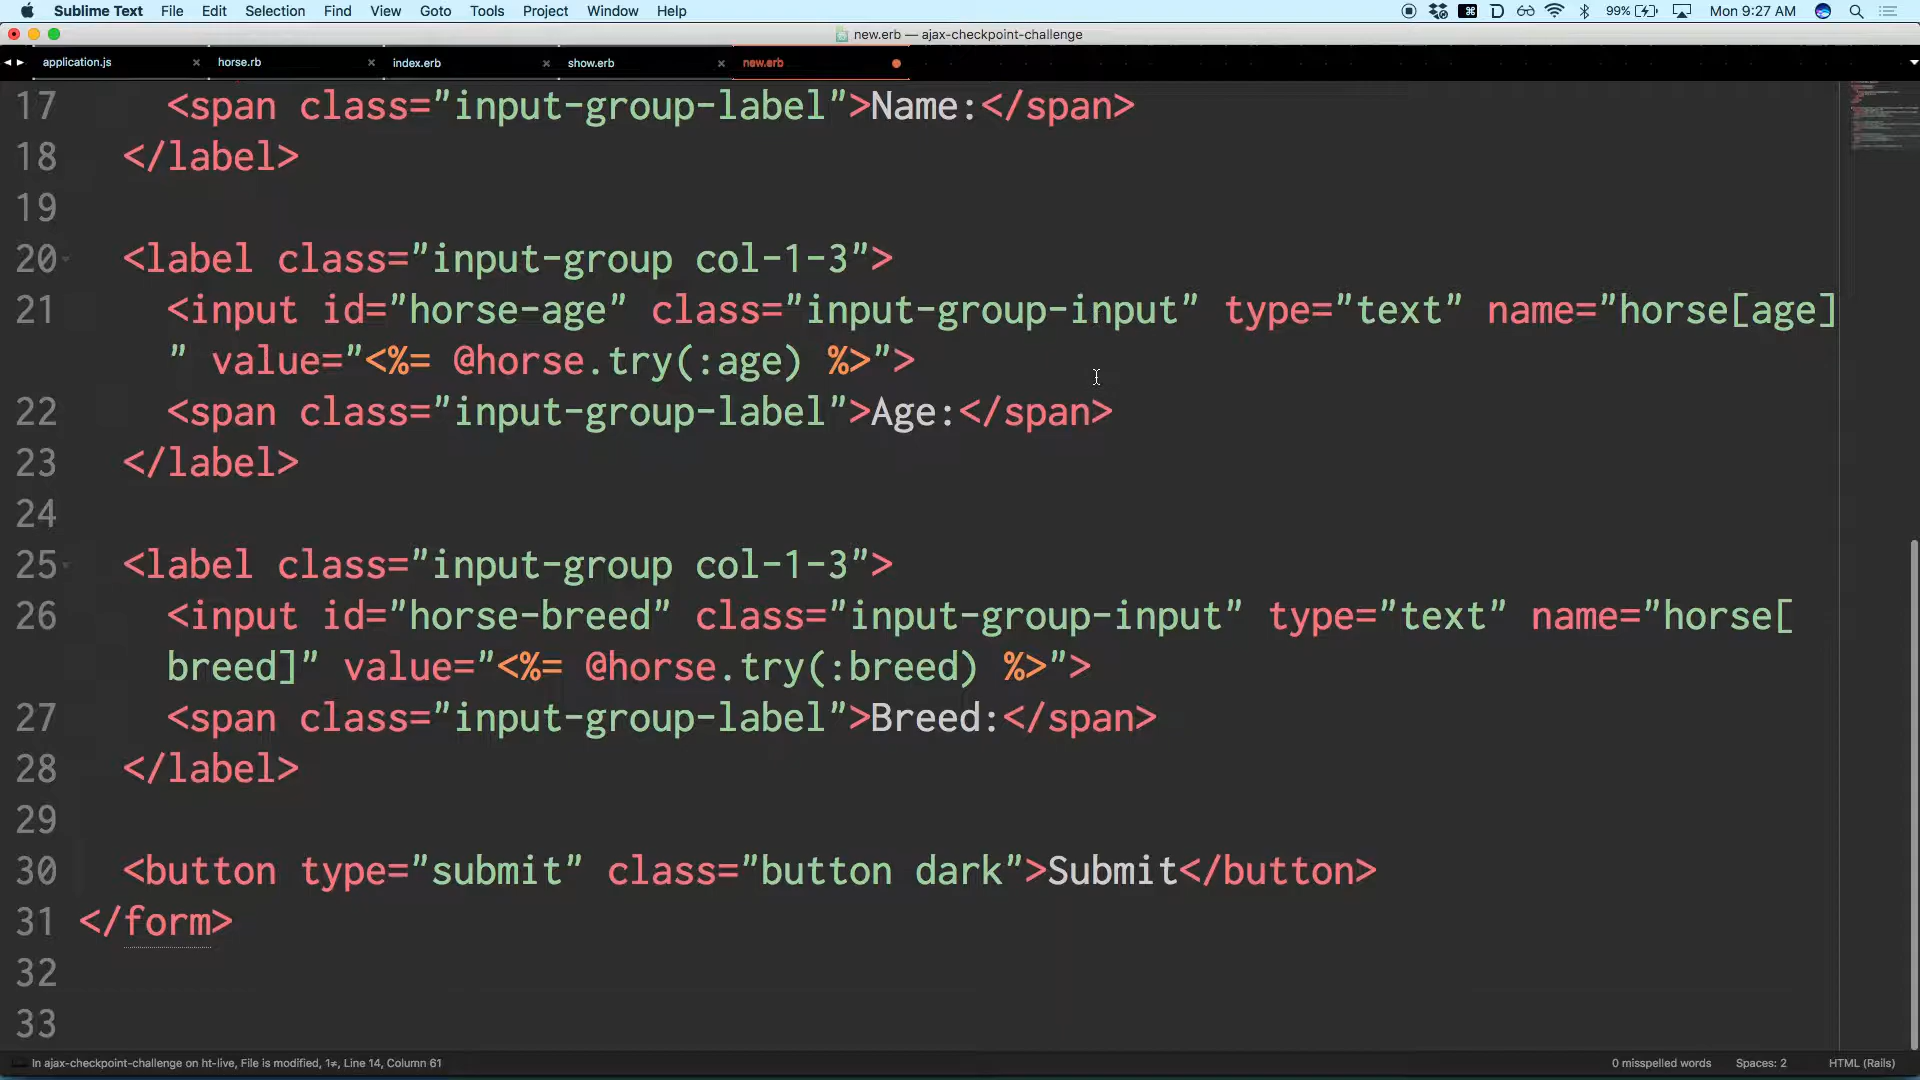 Sublime Text File Edit Selection Find View Goto Tools Project Window Help 99% Mon 9:27 AM
new.erb — ajax-checkpoint-challenge
application.js horse.rb index.erb show.erb new.erb
17 <span class="input-group-label">Name:</span>
18 </label>
19
20 <label class="input-group col-1-3">
21 <input id="horse-age" class="input-group-input" type="text" name="horse[age]
" value="<%= @horse.try(:age) %>">
22 <span class="input-group-label">Age:</span>
23 </label>
24
25 <label class="input-group col-1-3">
26 <input id="horse-breed" class="input-group-input" type="text" name="horse[
breed]" value="<%= @horse.try(:breed) %>">
27 <span class="input-group-label">Breed:</span>
28 </label>
29
30 <button type="submit" class="button dark">Submit</button>
31 </form>
32
33
In ajax-checkpoint-challenge on ht-live, File is modified, 1≠, Line 14, Column 61 0 misspelled words Spaces: 2 HTML (Rails)